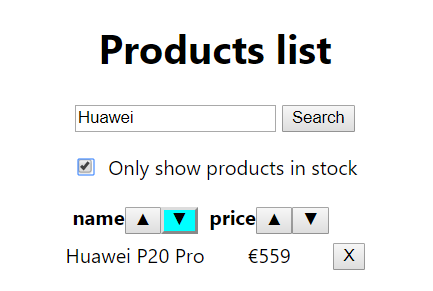 Products list
Huawei Search
Only show products in stock
name ▲ ▼ price ▲ ▼
Huawei P20 Pro €559 X